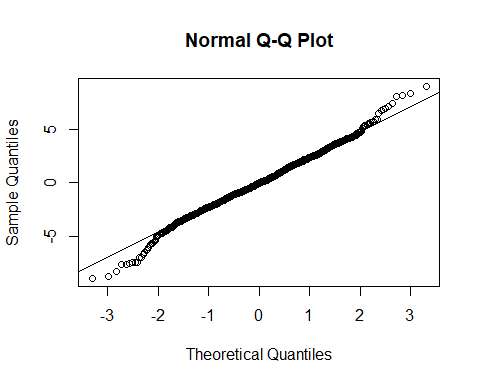 Normal Q-Q Plot
Sample Quantiles
5
0
-5
-3 -2 -1 0 1 2 3
Theoretical Quantiles